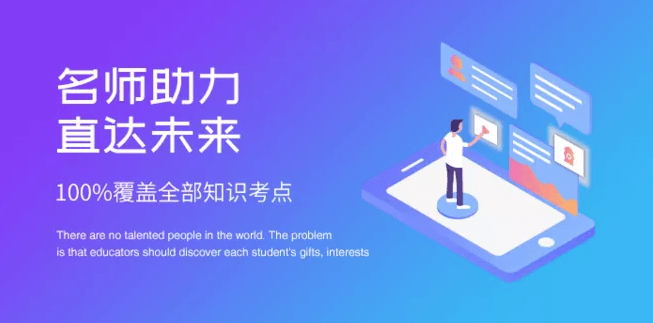 名师助力
直达未来
100%覆盖全部知识考点
There are no talented people in the world. The problem
is that educators should discover each student's gifts, interests